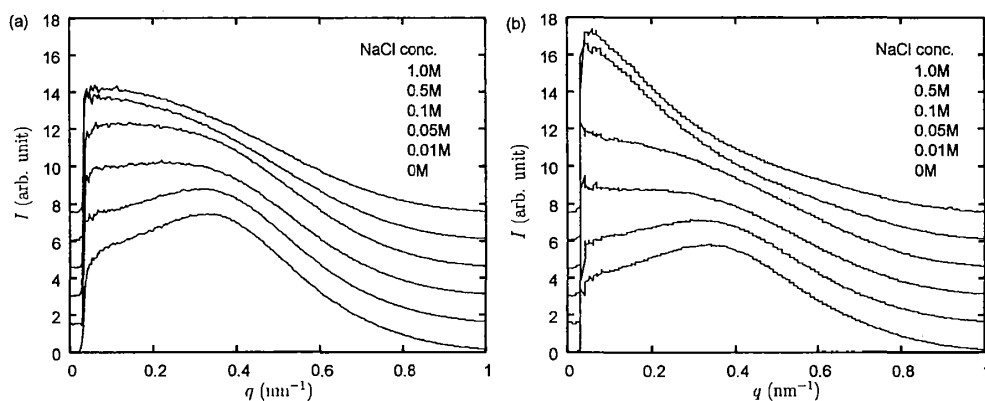 (a)
I (arb. unit)
18
16
14
12
10
8
6
4
2
0
NaCl conc.
1.0M
0.5M
0.1M
0.05M
0.01M
0M
0
0.2
0.4
0.6
0.8
1
q (nm⁻¹)
(b)
I (arb. unit)
18
16
14
12
10
8
6
4
2
0
NaCl conc.
1.0M
0.5M
0.1M
0.05M
0.01M
0M
0
0.2
0.4
0.6
0.8
1
q (nm⁻¹)